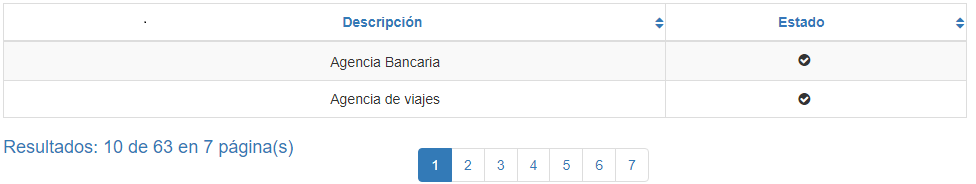 Descripción Estado
Agencia Bancaria
Agencia de viajes
Resultados: 10 de 63 en 7 página(s)
1 2 3 4 5 6 7